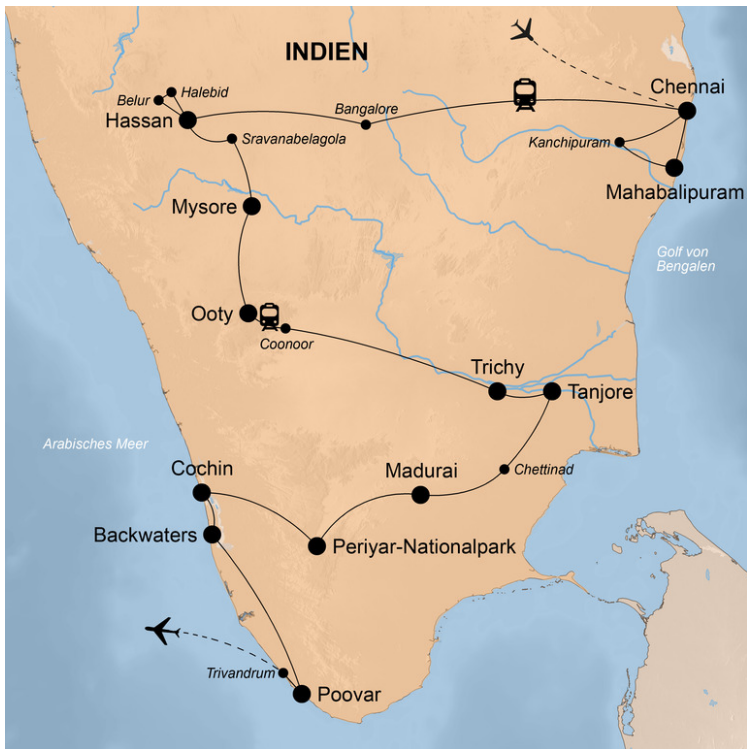 INDIEN
Chennai
Halebid
Belur
Bangalore
Hassan
Sravanabelagola
Kanchipuram
Mahabalipuram
Mysore
Golf von
Bengalen
Ooty
Coonoor
Trichy
Tanjore
Arabisches Meer
Cochin
Madurai
Chettinad
Backwaters
Periyar-Nationalpark
Trivandrum
Poovar